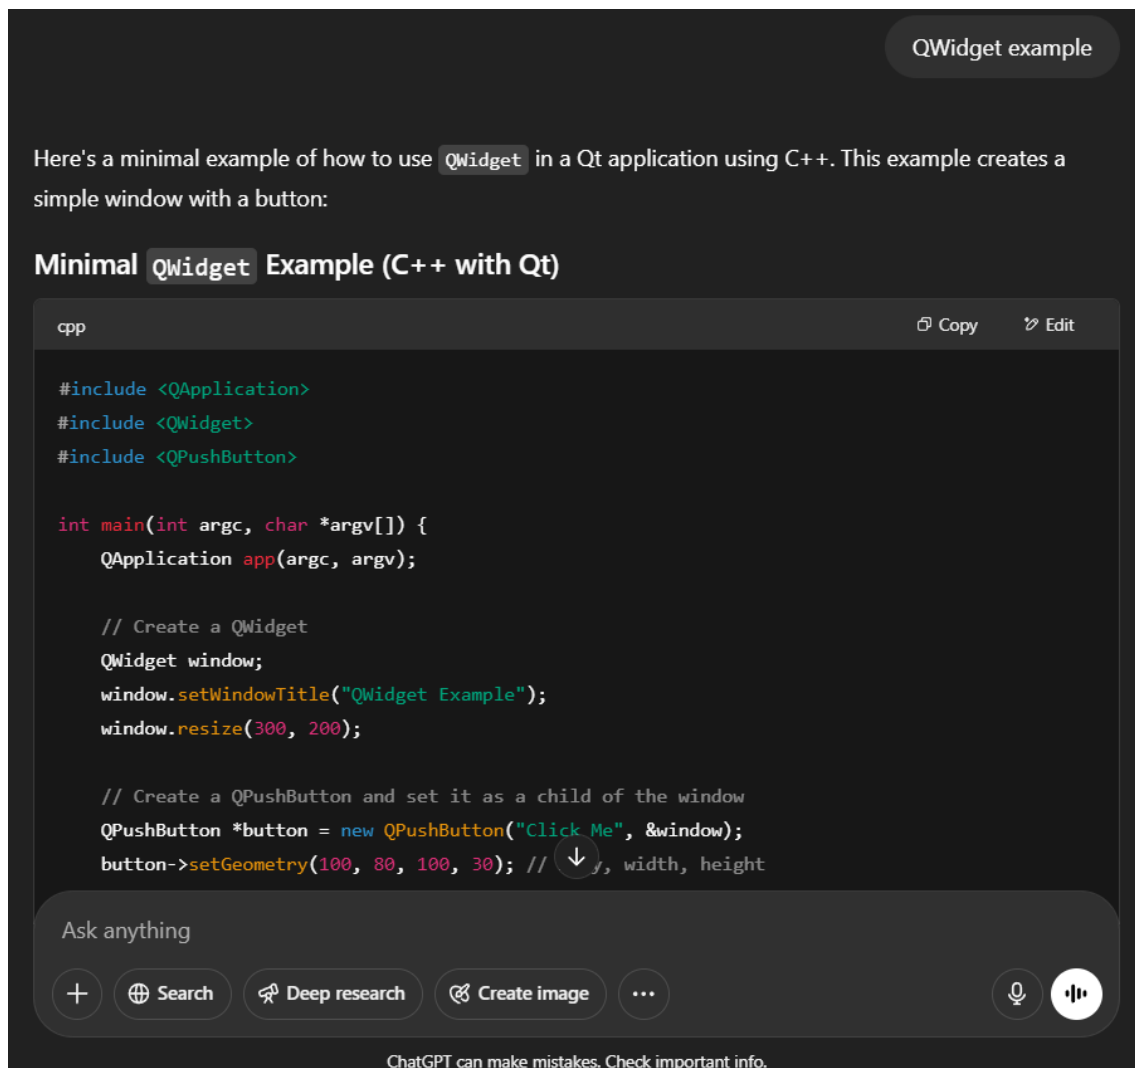 QWidget example
Here's a minimal example of how to use QWidget in a Qt application using C++. This example creates a
simple window with a button:
Minimal QWidget Example (C++ with Qt)
cpp
Copy
Edit
#include <QApplication>
#include <QWidget>
#include <QPushButton>
int main(int argc, char *argv[]) {
    QApplication app(argc, argv);
    // Create a QWidget
    QWidget window;
    window.setWindowTitle("QWidget Example");
    window.resize(300, 200);
    // Create a QPushButton and set it as a child of the window
    QPushButton *button = new QPushButton("Click Me", &window);
    button->setGeometry(100, 80, 100, 30); // y, width, height
Ask anything
Search
Deep research
Create image
ChatGPT can make mistakes. Check important info.